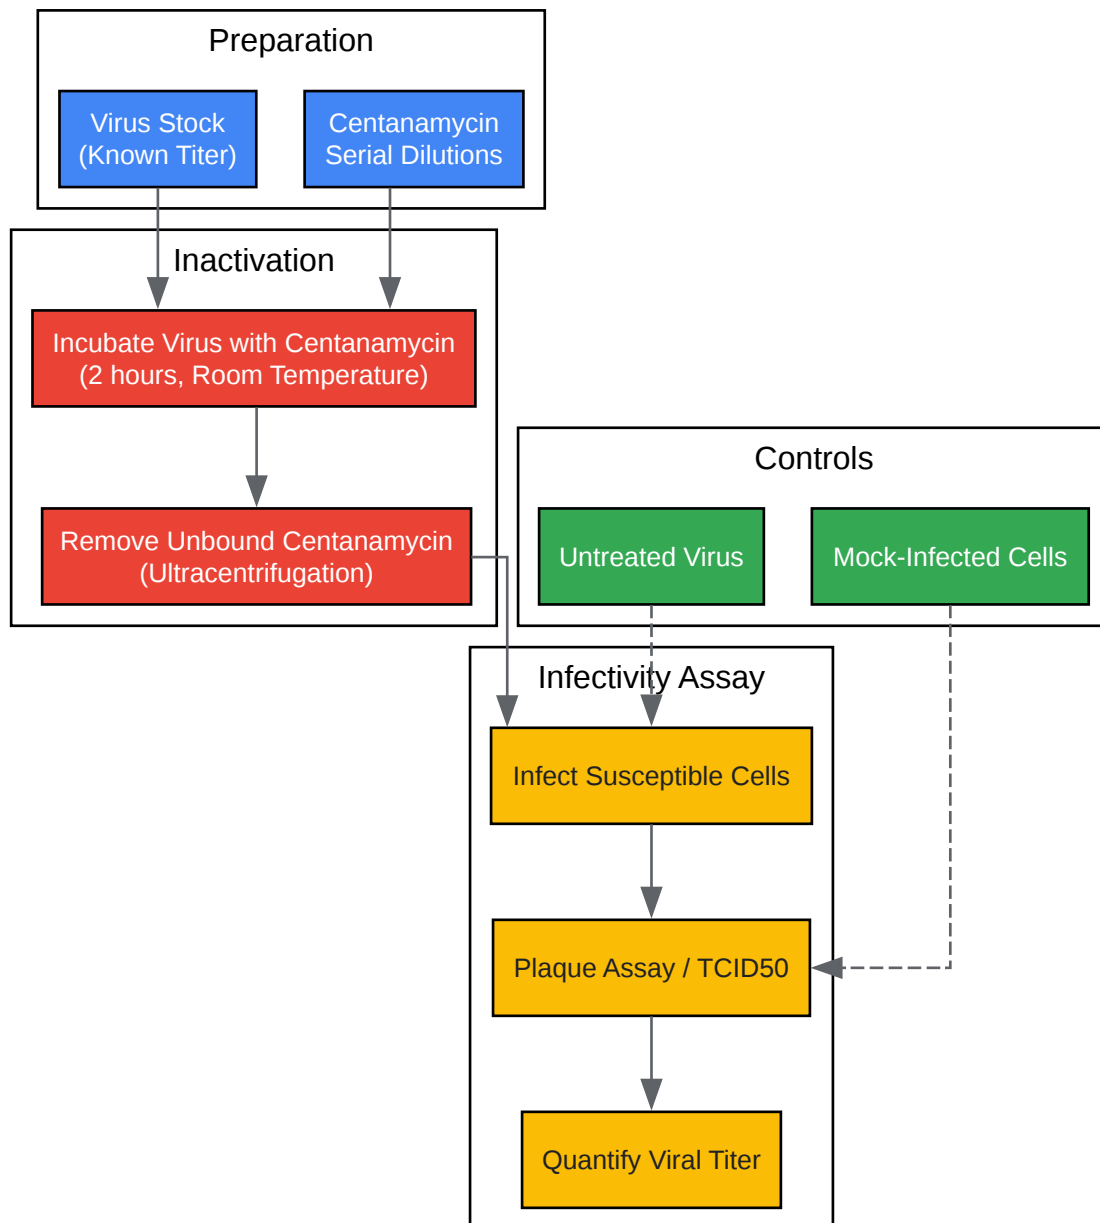 Preparation
Virus Stock
(Known Titer)
Centanamycin
Serial Dilutions
Inactivation
Incubate Virus with Centanamycin
(2 hours, Room Temperature)
Remove Unbound Centanamycin
(Ultracentrifugation)
Controls
Untreated Virus
Mock-Infected Cells
Infectivity Assay
Infect Susceptible Cells
Plaque Assay / TCID50
Quantify Viral Titer